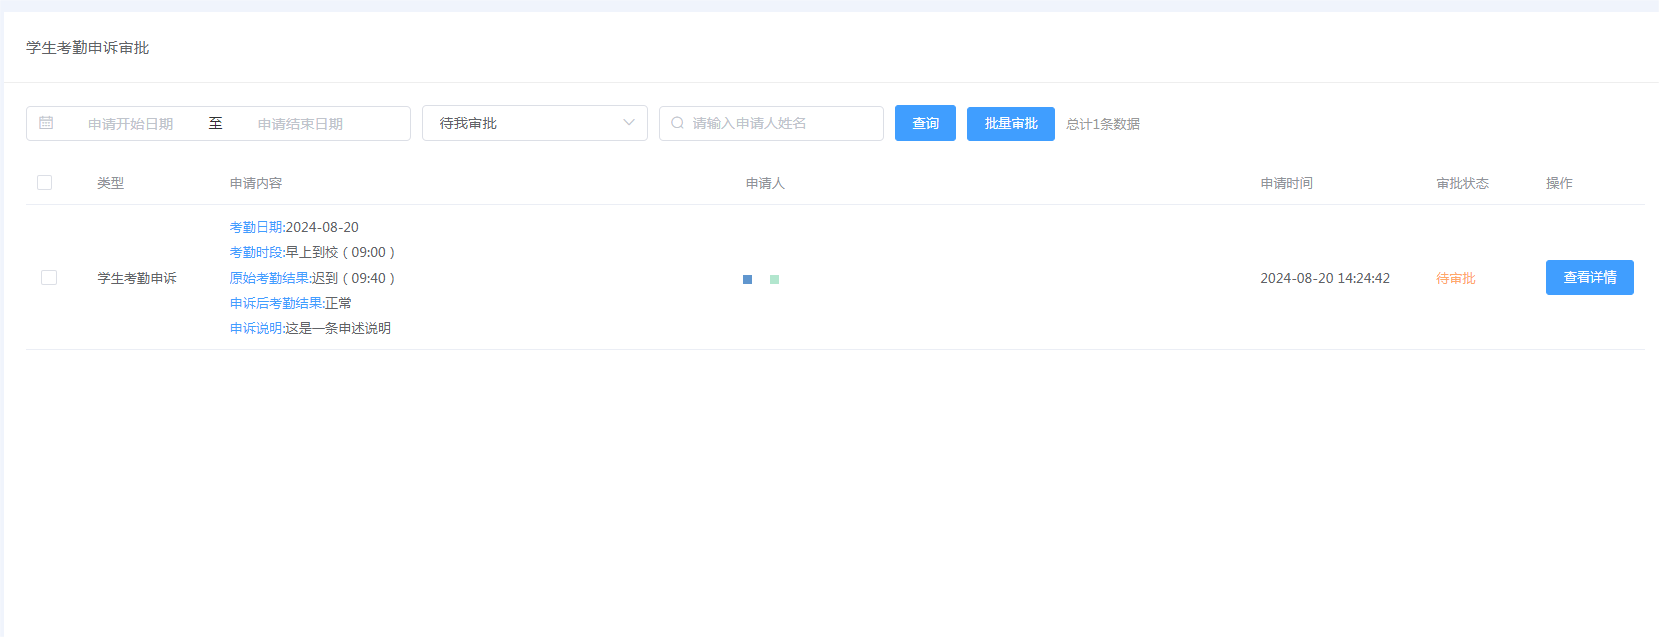 学生考勤申诉审批
申请开始日期 至 申请结束日期 待我审批 请输入申请人姓名 查询 批量审批 总计1条数据
类型 申请内容 申请人 申请时间 审批状态 操作
考勤日期:2024-08-20
考勤时段:早上到校 ( 09:00 )
学生考勤申诉 原始考勤结果:迟到 ( 09:40 ) 2024-08-20 14:24:42 待审批 查看详情
申诉后考勤结果:正常
申诉说明:这是一条申述说明